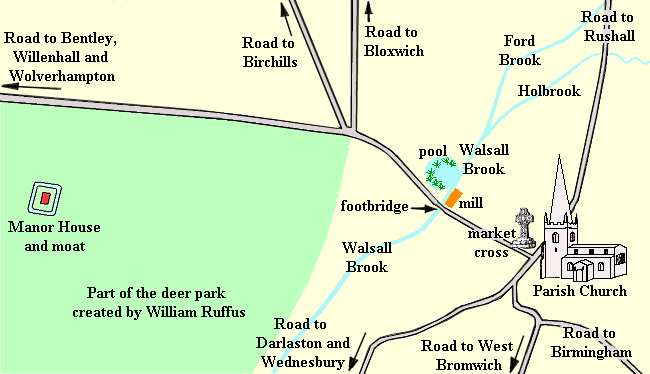 Road to Bentley,
Willenhall and
Wolverhampton
Road to
Birchills
Road to
Bloxwich
Ford
Brook
Road to
Rushall
Holbrook
pool
Walsall
Brook
footbridge
mill
market
cross
Manor House
and moat
Walsall
Brook
Parish Church
Part of the deer park
created by William Ruffus
Road to
Darlaston and
Wednesbury
Road to West
Bromwich
Road to
Birmingham